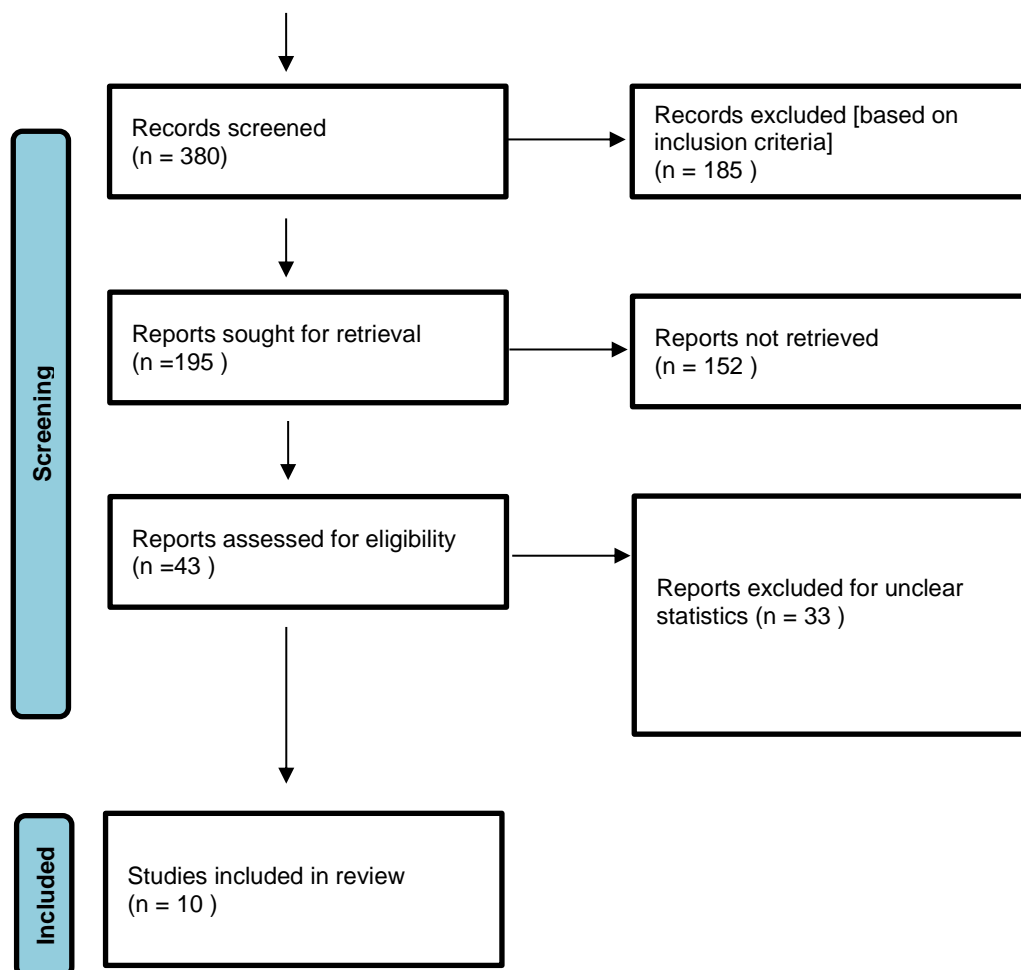 Records screened
(n = 380)
Records excluded [based on
inclusion criteria]
(n = 185 )
Reports sought for retrieval
(n =195 )
Reports not retrieved
(n = 152 )
Screening
Reports assessed for eligibility
(n =43 )
Reports excluded for unclear
statistics (n = 33 )
Included
Studies included in review
(n = 10 )